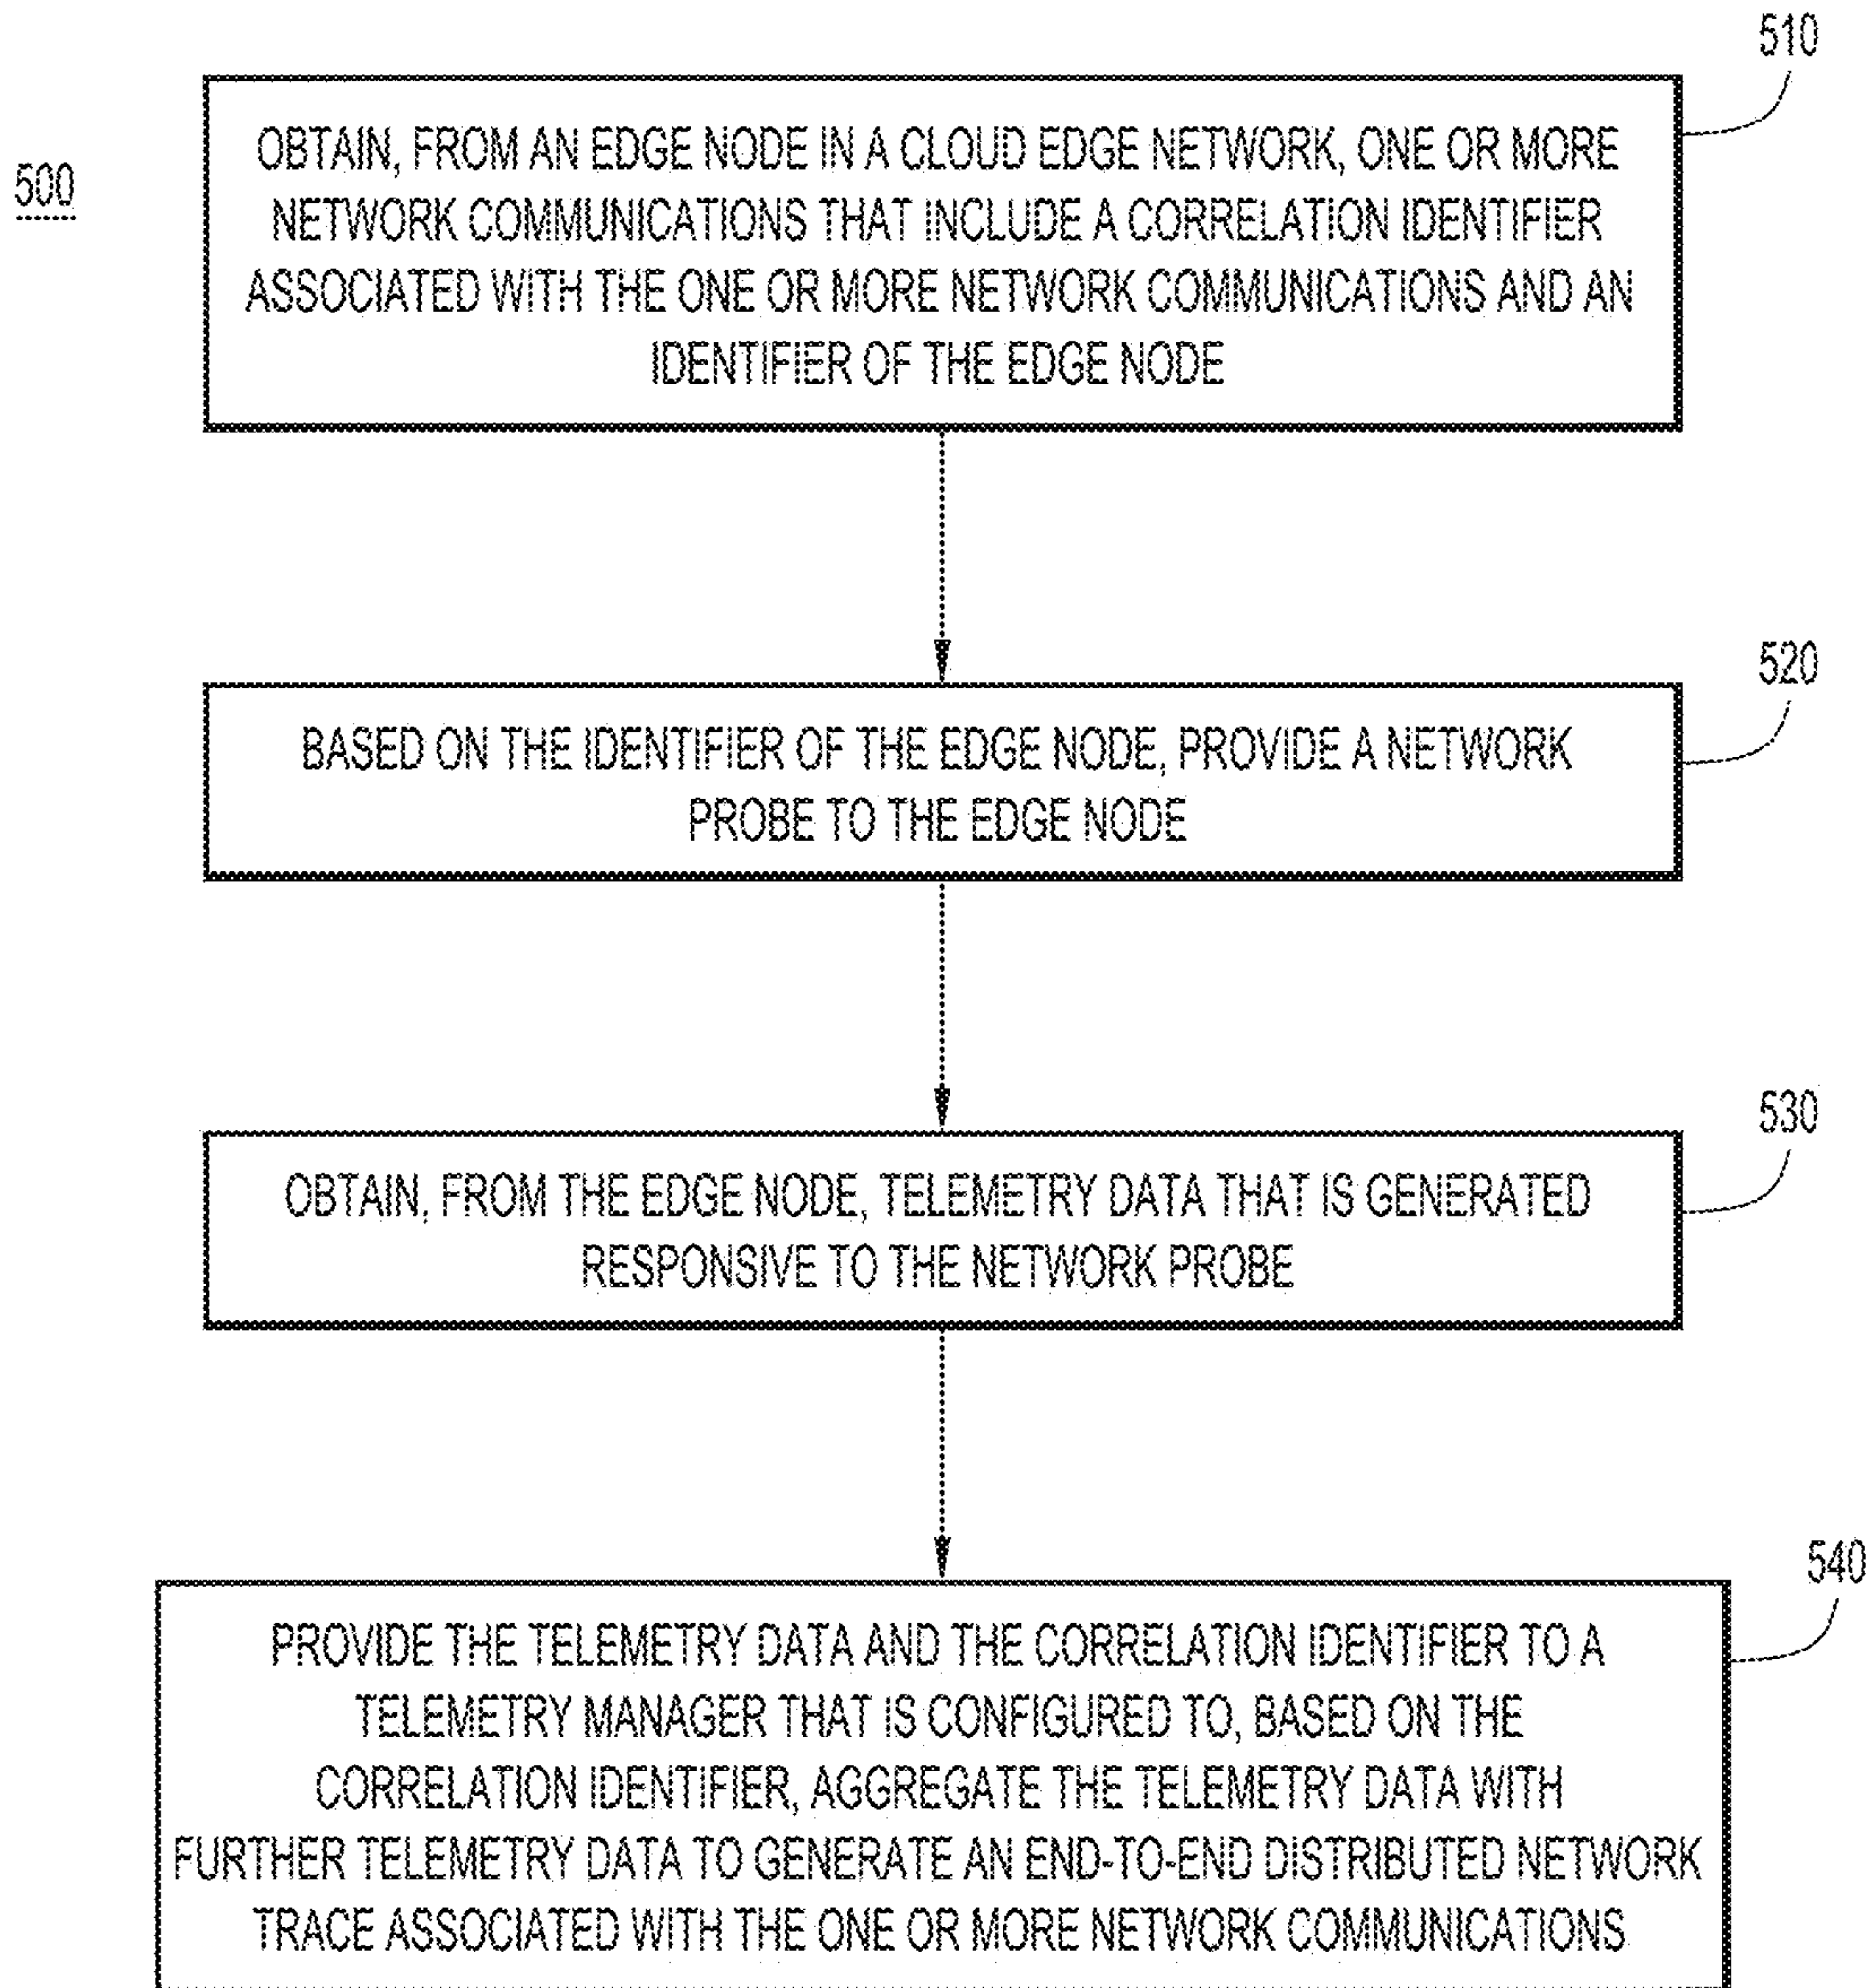 510
500
OBTAIN, FROM AN EDGE NODE IN A CLOUD EDGE NETWORK, ONE OR MORE
NETWORK COMMUNICATIONS THAT INCLUDE A CORRELATION IDENTIFIER
ASSOCIATED WITH THE ONE OR MORE NETWORK COMMUNICATIONS AND AN
IDENTIFIER OF THE EDGE NODE
520
BASED ON THE IDENTIFIER OF THE EDGE NODE, PROVIDE A NETWORK
PROBE TO THE EDGE NODE
530
OBTAIN, FROM THE EDGE NODE, TELEMETRY DATA THAT IS GENERATED
RESPONSIVE TO THE NETWORK PROBE
540
PROVIDE THE TELEMETRY DATA AND THE CORRELATION IDENTIFIER TO A
TELEMETRY MANAGER THAT IS CONFIGURED TO, BASED ON THE
CORRELATION IDENTIFIER, AGGREGATE THE TELEMETRY DATA WITH
FURTHER TELEMETRY DATA TO GENERATE AN END-TO-END DISTRIBUTED NETWORK
TRACE ASSOCIATED WITH THE ONE OR MORE NETWORK COMMUNICATIONS